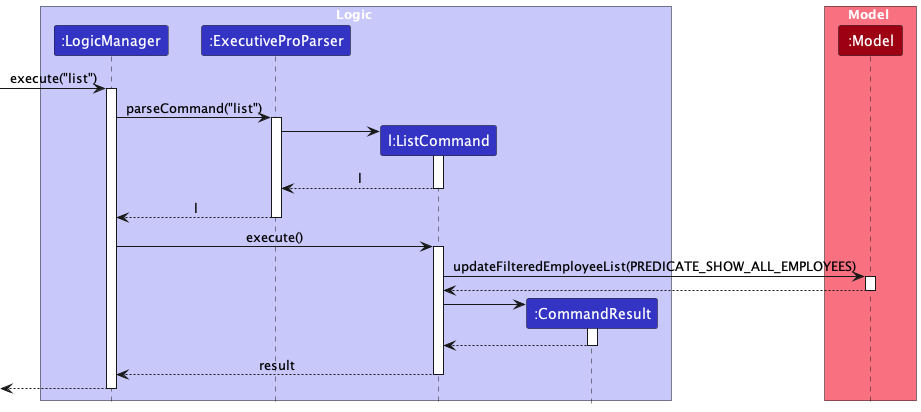 Logic
Model
:LogicManager
:ExecutiveProParser
:Model
execute("list")
parseCommand("list")
l:ListCommand
l
l
execute()
updateFilteredEmployeeList(PREDICATE_SHOW_ALL_EMPLOYEES)
:CommandResult
result